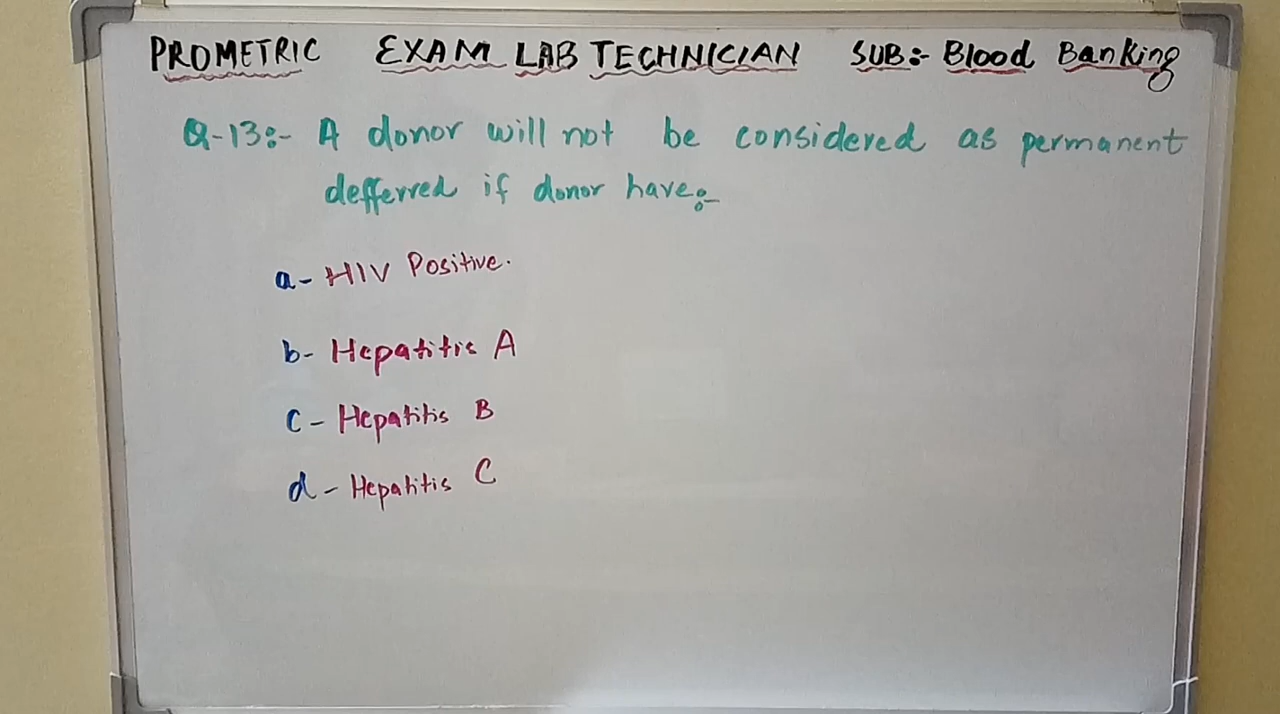 PROMETRIC EXAM LAB TECHNICIAN SUB:- Blood Banking
Q-13:- A donor will not be considered as permanent
defferred if donor have:-
a- HIV Positive.
b- Hepatitis A
c- Hepatitis B
d- Hepatitis C